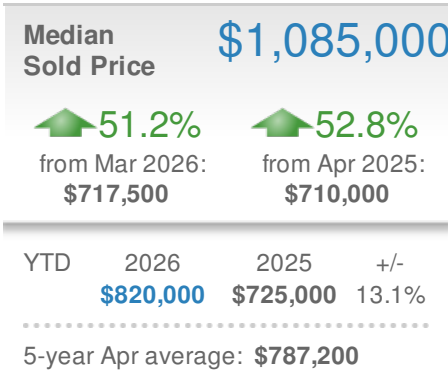 Median $1,085,000
Sold Price
51.2% 52.8%
from Mar 2026: from Apr 2025:
$717,500 $710,000
YTD 2026 2025 +/-
$820,000 $725,000 13.1%
5-year Apr average: $787,200